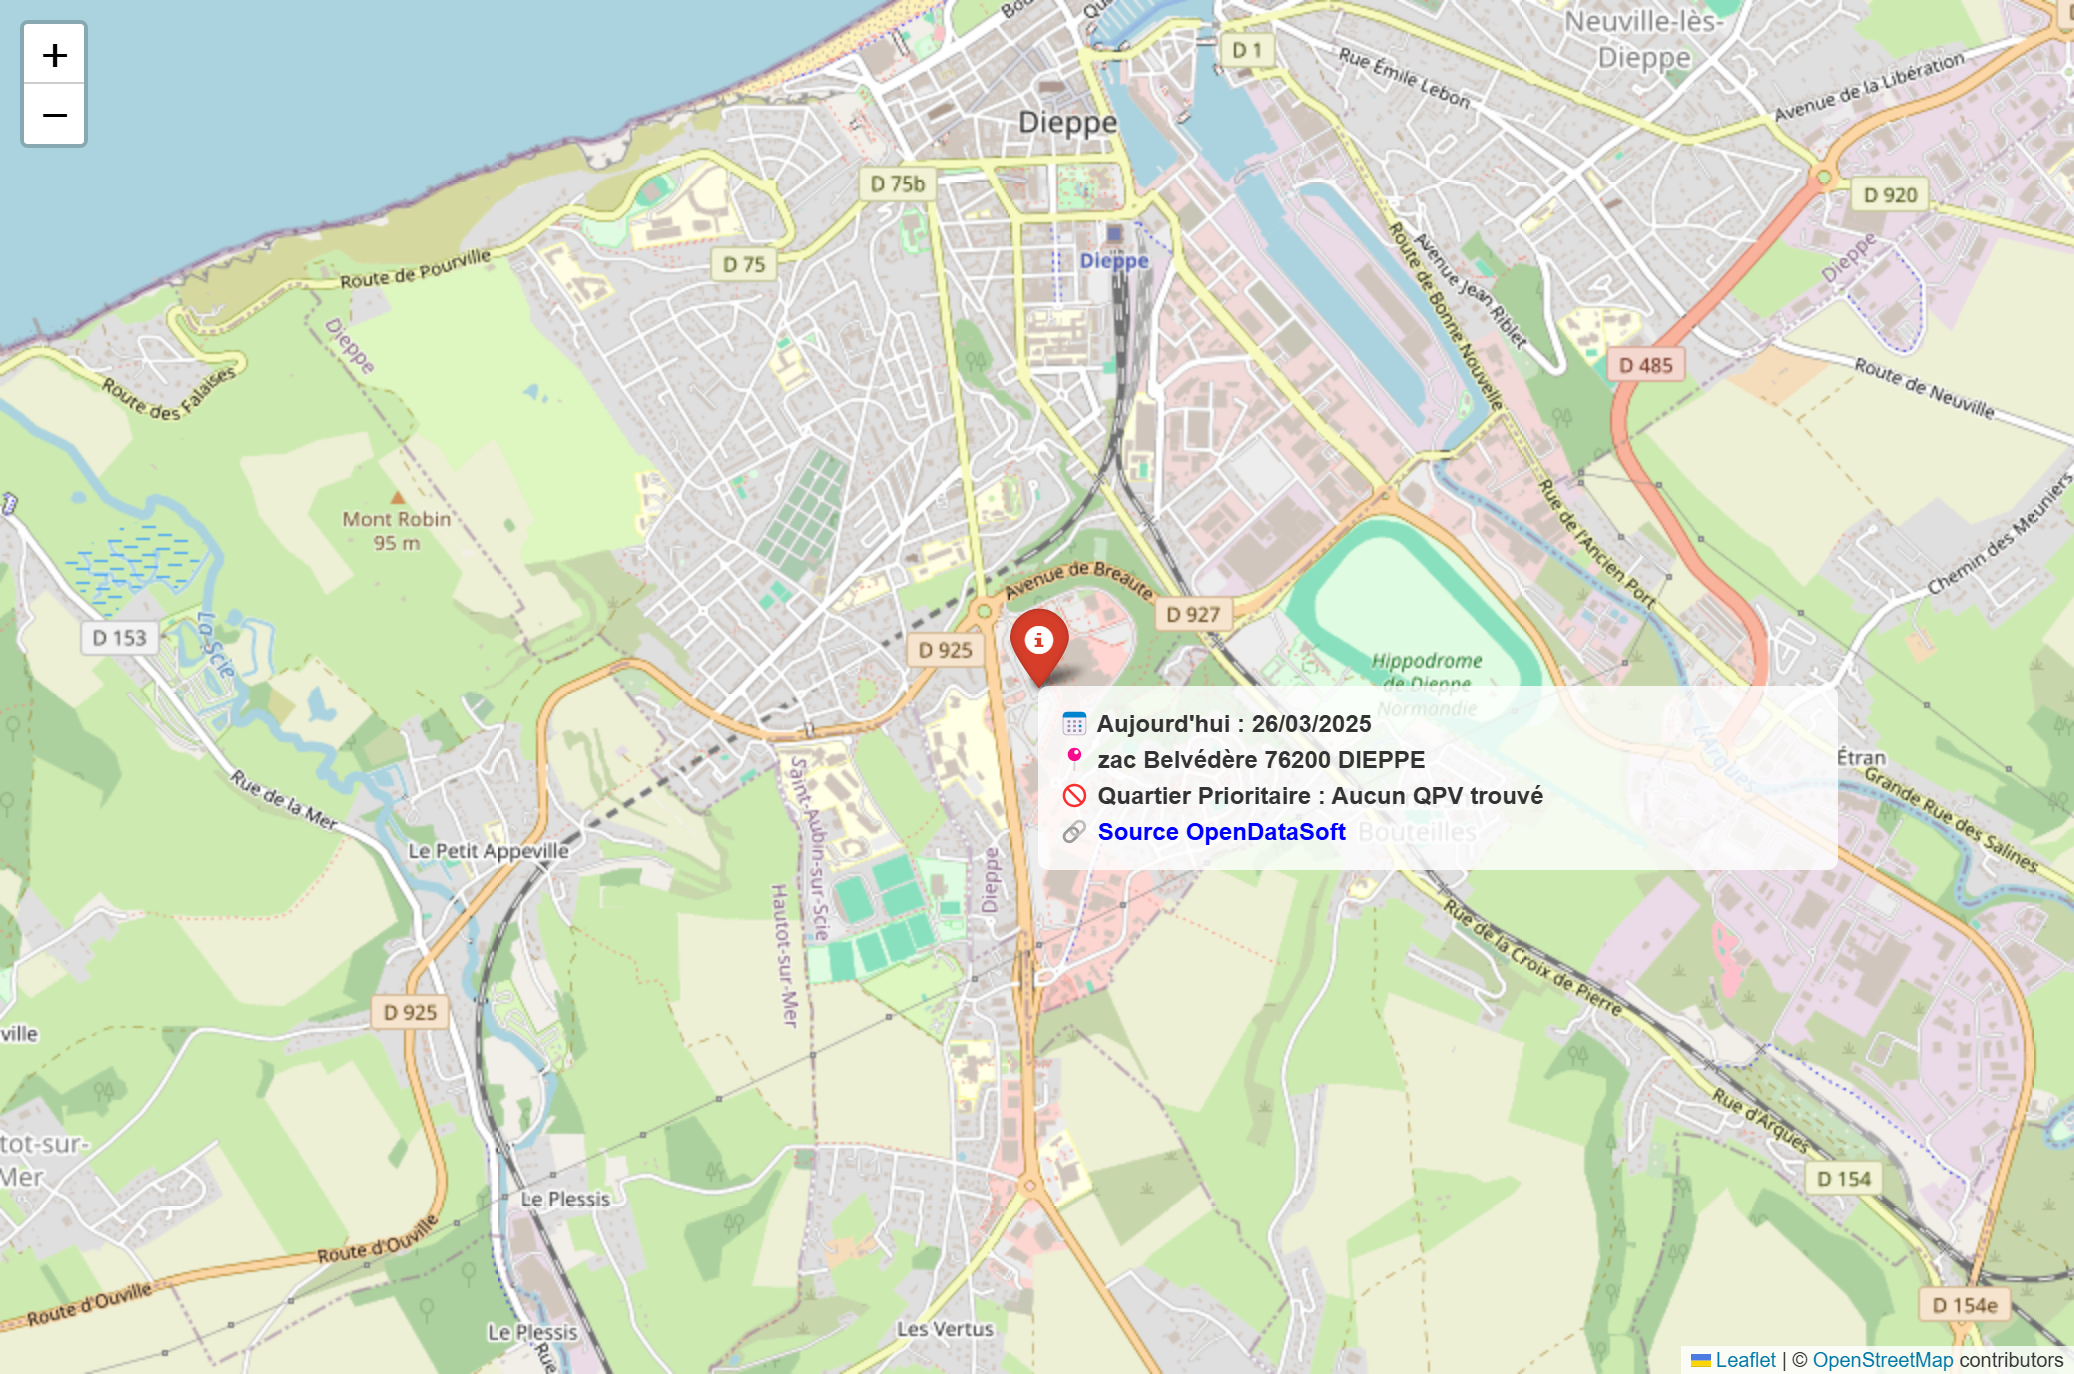 +
−
Neuville-lès-
Dieppe
D 1
Rue Émile Lebon
Avenue de la Libération
Dieppe
D 75b
D 920
D 75
Dieppe
Route de Pourville
Dieppe
Route de Bonne Nouvelle
Avenue Jean Riblet
Dieppe
D 485
Route des Falaises
Route de Neuville
Mont Robin
95 m
Rue de l'Ancien Port
Chemin des Meuniers
Avenue de Breauté
D 927
D 153
La Scie
D 925
Hippodrome
de Dieppe
Normandie
Aujourd'hui : 26/03/2025
zac Belvédère 76200 DIEPPE
Quartier Prioritaire : Aucun QPV trouvé
Source OpenDataSoft
Bouteilles
L'Arques
Étran
Grande Rue des Salines
Rue de la Mer
Le Petit Appeville
Saint-Aubin-sur-Scie
Hautot-sur-Mer
Dieppe
Rue de la Croix de Pierre
D 925
ville
Rue d'Arques
tot-sur-
Mer
D 154
Le Plessis
Route d'Ouville
Route d'Ouville
D 154e
Le Plessis
Rue
Les Vertus
Leaflet | © OpenStreetMap contributors